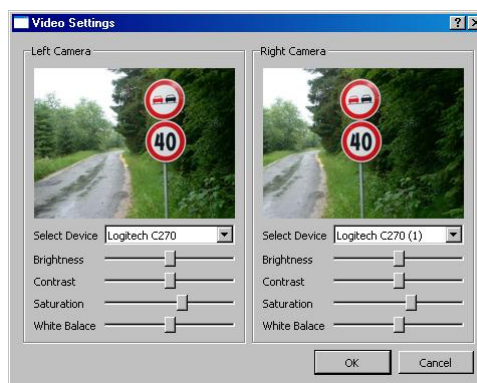 Video Settings
Left Camera
40
Select Device Logitech C270
Brightness
Contrast
Saturation
White Balace
Right Camera
40
Select Device Logitech C270 (1)
Brightness
Contrast
Saturation
White Balace
OK Cancel